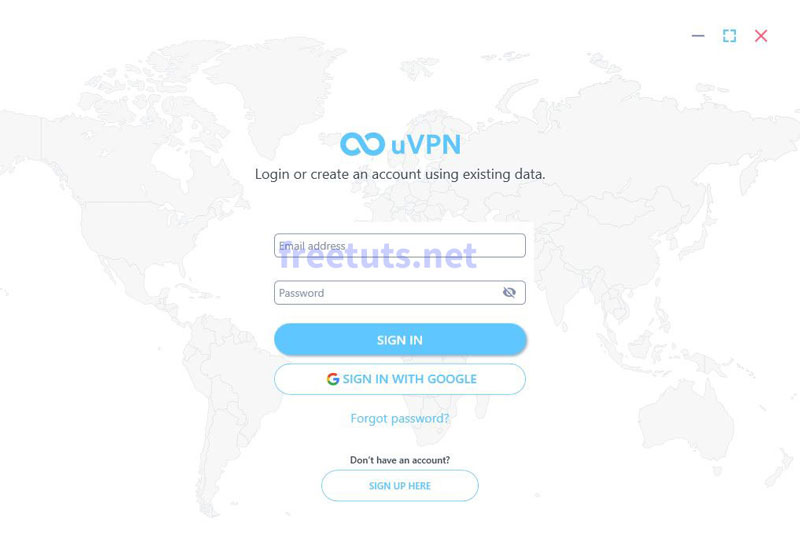 uVPN
Login or create an account using existing data.
Email address
freetuts.net
Password
SIGN IN
SIGN IN WITH GOOGLE
Forgot password?
Don't have an account?
SIGN UP HERE